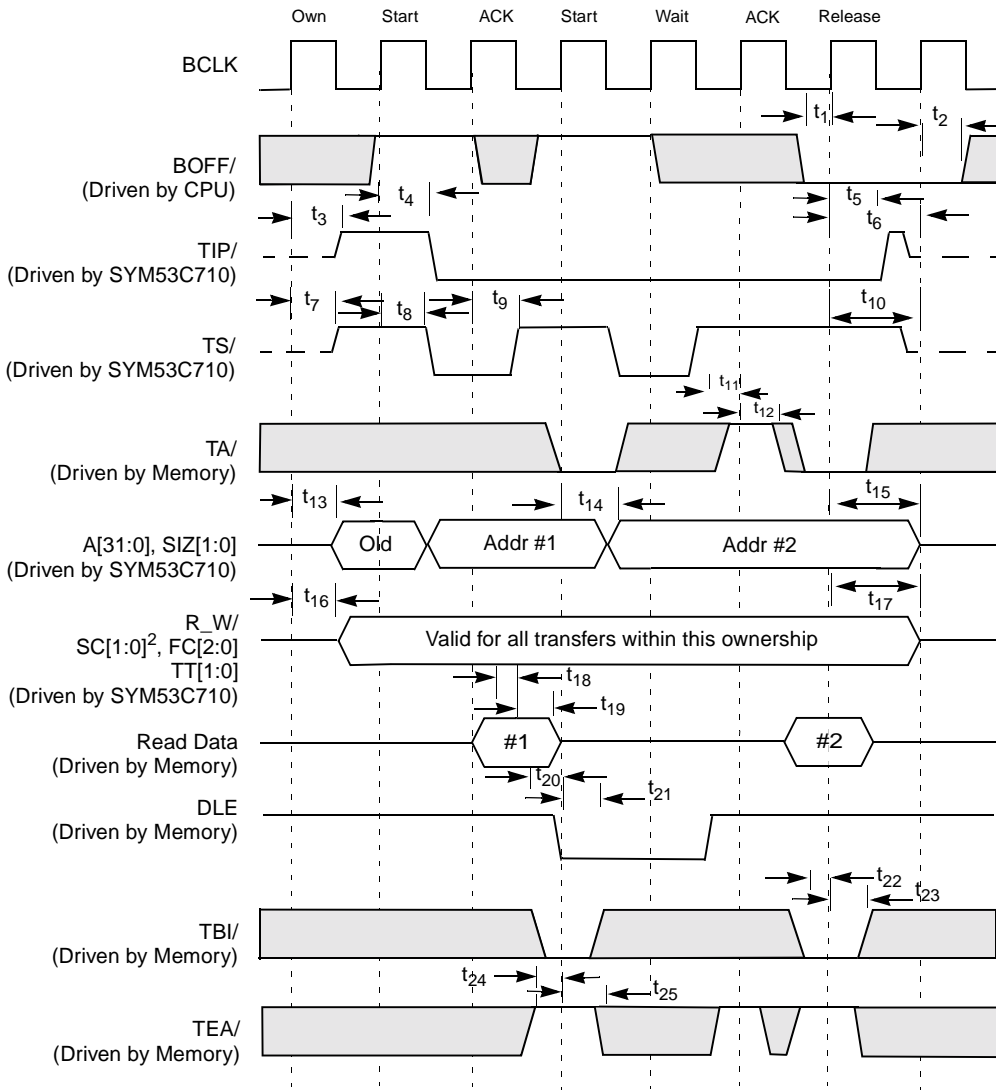 Own Start ACK Start Wait ACK Release
BCLK
t1 t2
BOFF/
(Driven by CPU)
t4 t5
t3 t6
TIP/
(Driven by SYM53C710)
t7 t8 t9 t10
TS/
(Driven by SYM53C710)
t11
t12
TA/
(Driven by Memory)
t13 t14 t15
A[31:0], SIZ[1:0]
(Driven by SYM53C710)
Old Addr #1 Addr #2
t16 t17
R_W/
SC[1:0]2, FC[2:0]
TT[1:0]
(Driven by SYM53C710)
Valid for all transfers within this ownership
t18
t19
Read Data
(Driven by Memory)
#1 #2
t20
t21
DLE
(Driven by Memory)
t22
t23
TBI/
(Driven by Memory)
t24
t25
TEA/
(Driven by Memory)